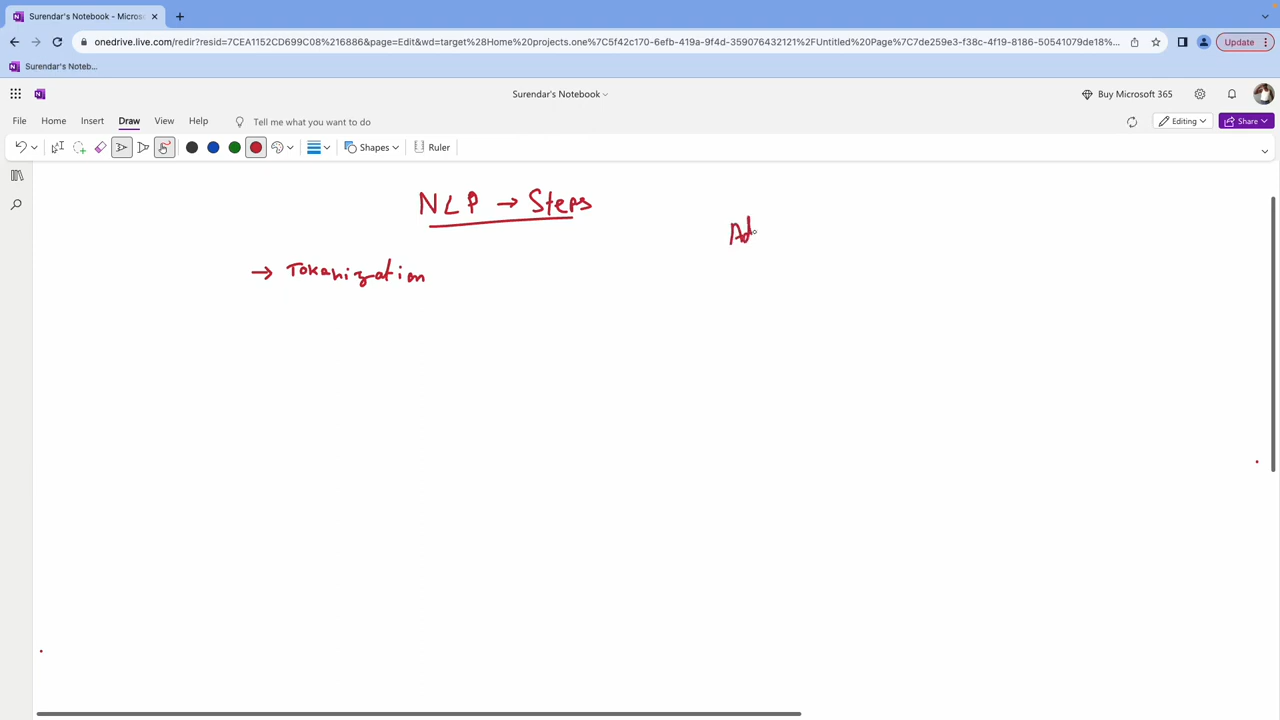 Surendar's Notebook - Micros
onedrive.live.com/redir?resid=7CEA1152CD699C08%216886&page=Edit&wd=target%28Home%20projects.one%7C5f42c170-6efb-419a-9f4d-359076432121%2FUntitled%20Page%7C7de259e3-f38c-4f19-8186-50541079de18%...
Update
Surendar's Noteb...
Surendar's Notebook
Buy Microsoft 365
File Home Insert Draw View Help Tell me what you want to do
Editing Share
Shapes Ruler
NLP → Steps
Ad
→ Tokanization